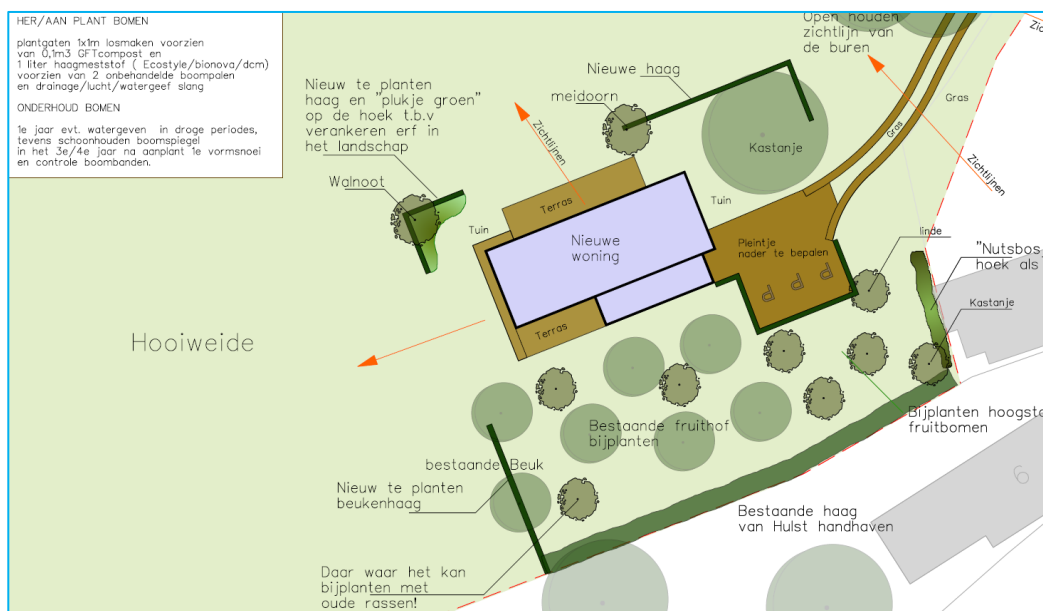 HER/AAN PLANT BOMEN
plantgaten 1x1m losmaken voorzien
van 0,1m3 GFTcompost en
1 liter haagmeststof ( Ecostyle/bionova/dcm)
voorzien van 2 onbehandelde boompalen
en drainage/lucht/watergeef slang
ONDERHOUD BOMEN
1e jaar evt. watergeven in droge periodes,
tevens schoonhouden boomspiegel
in het 3e/4e jaar na aanplant 1e vormsnoei
en controle boombanden.
Nieuw te planten
haag en "plukje groen"
op de hoek t.b.v
verankeren erf in
het landschap
Walnoot
Zichtlijnen
Nieuwe haag
meidoorn
Kastanje
Open houden
zichtlijn van
de buren
Zich
Gras
Gras
Zichtlijnen
Tuin
Terras
Nieuwe
woning
Terras
Tuin
Pleintje
nader te bepalen
P P P
linde
"Nutsbos
hoek als
Kastanje
Hooiweide
Bestaande fruithof
bijplanten
Bijplanten hoogste
fruitbomen
bestaande Beuk
Nieuw te planten
beukenhaag
Bestaande haag
van Hulst handhaven
6
Daar waar het kan
bijplanten met
oude rassen!